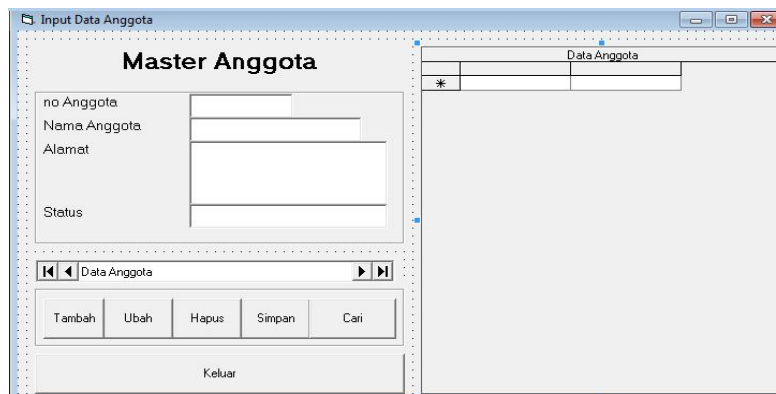 Input Data Anggota
Master Anggota
no Anggota
Nama Anggota
Alamat
Status
Data Anggota
Tambah Ubah Hapus Simpan Cari
Keluar
Data Anggota